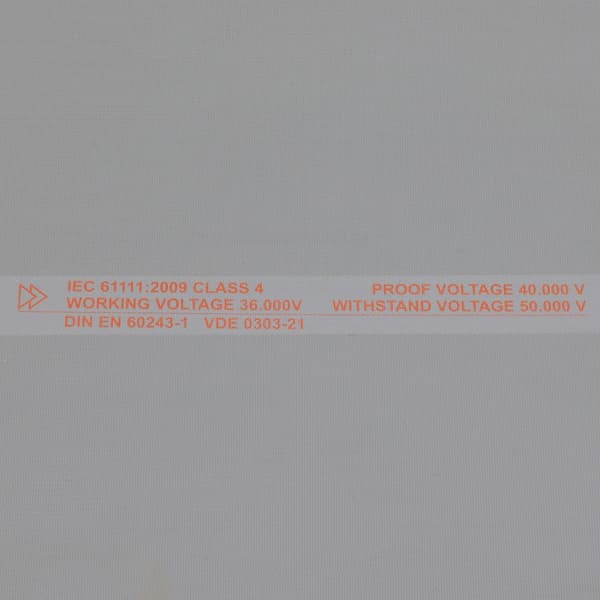 IEC 61111:2009 CLASS 4
WORKING VOLTAGE 36.000V
PROOF VOLTAGE 40.000 V
WITHSTAND VOLTAGE 50.000 V
DIN EN 60243-1 VDE 0303-21